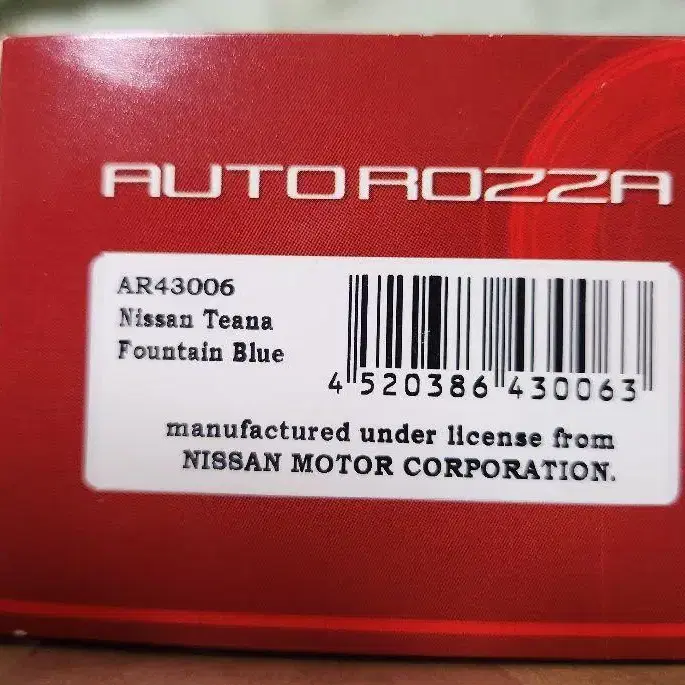 AUTO ROZZA
AR43006
Nissan Teana
Fountain Blue
4 520386 430063
manufactured under license from
NISSAN MOTOR CORPORATION.